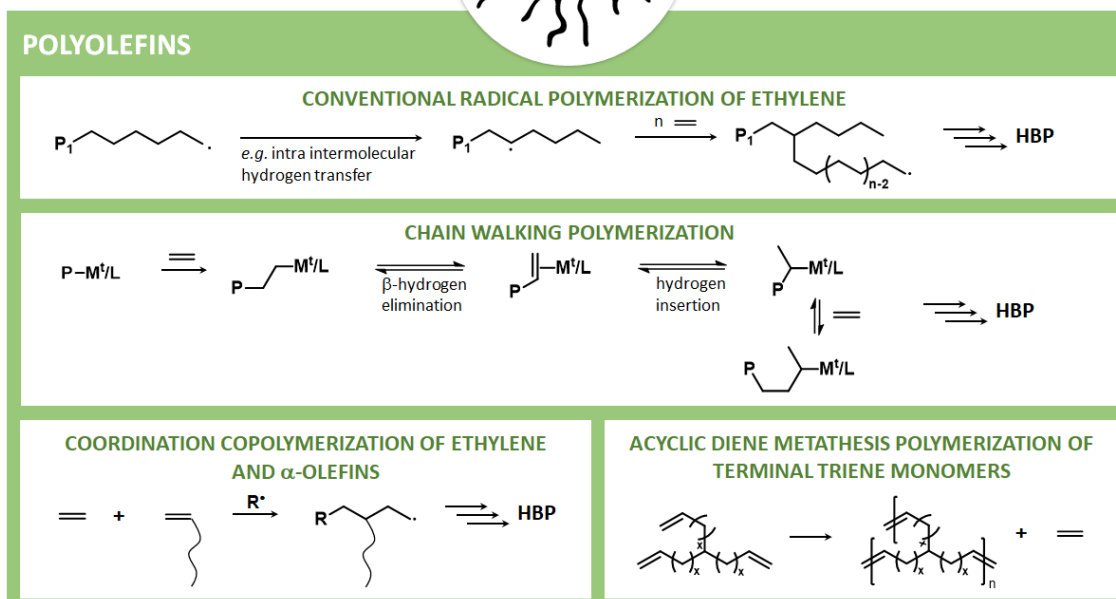 POLYOLEFINS
CONVENTIONAL RADICAL POLYMERIZATION OF ETHYLENE
P1
e.g. intra intermolecular
hydrogen transfer
P1
n
P1
n-2
HBP
CHAIN WALKING POLYMERIZATION
P–Mᵗ/L
P
Mᵗ/L
β-hydrogen
elimination
P
Mᵗ/L
hydrogen
insertion
P
Mᵗ/L
HBP
P
Mᵗ/L
COORDINATION COPOLYMERIZATION OF ETHYLENE
AND α-OLEFINS
+
R•
R
HBP
ACYCLIC DIENE METATHESIS POLYMERIZATION OF
TERMINAL TRIENE MONOMERS
x
x
x
x
x
x
n
+